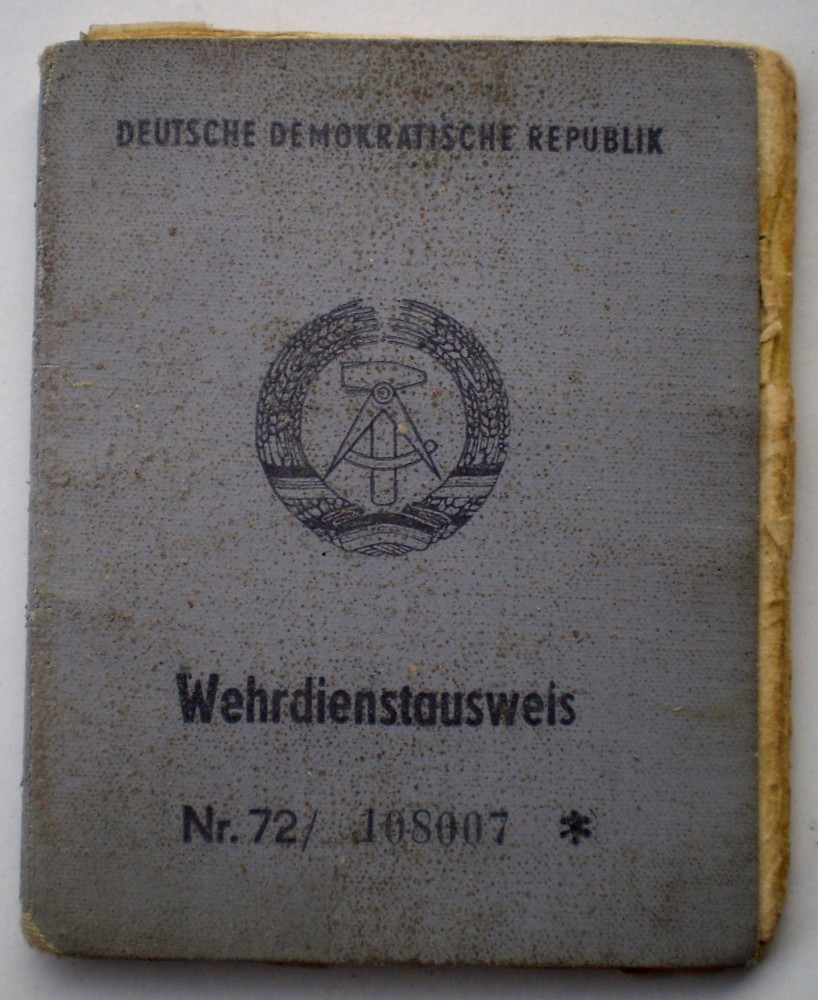 DEUTSCHE DEMOKRATISCHE REPUBLIK
Wehrdienstausweis
Nr. 72/ 108007 *